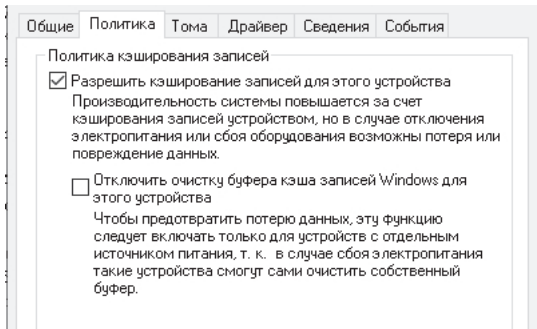 Общие Политика Тома Драйвер Сведения События
Политика кэширования записей
Разрешить кэширование записей для этого устройства
Производительность системы повышается за счет
кэширования записей устройством, но в случае отключения
электропитания или сбоя оборудования возможны потеря или
повреждение данных.
Отключить очистку буфера кэша записей Windows для
этого устройства
Чтобы предотвратить потерю данных, эту функцию
следует включать только для устройств с отдельным
источником питания, т. к. в случае сбоя электропитания
такие устройства смогут сами очистить собственный
буфер.